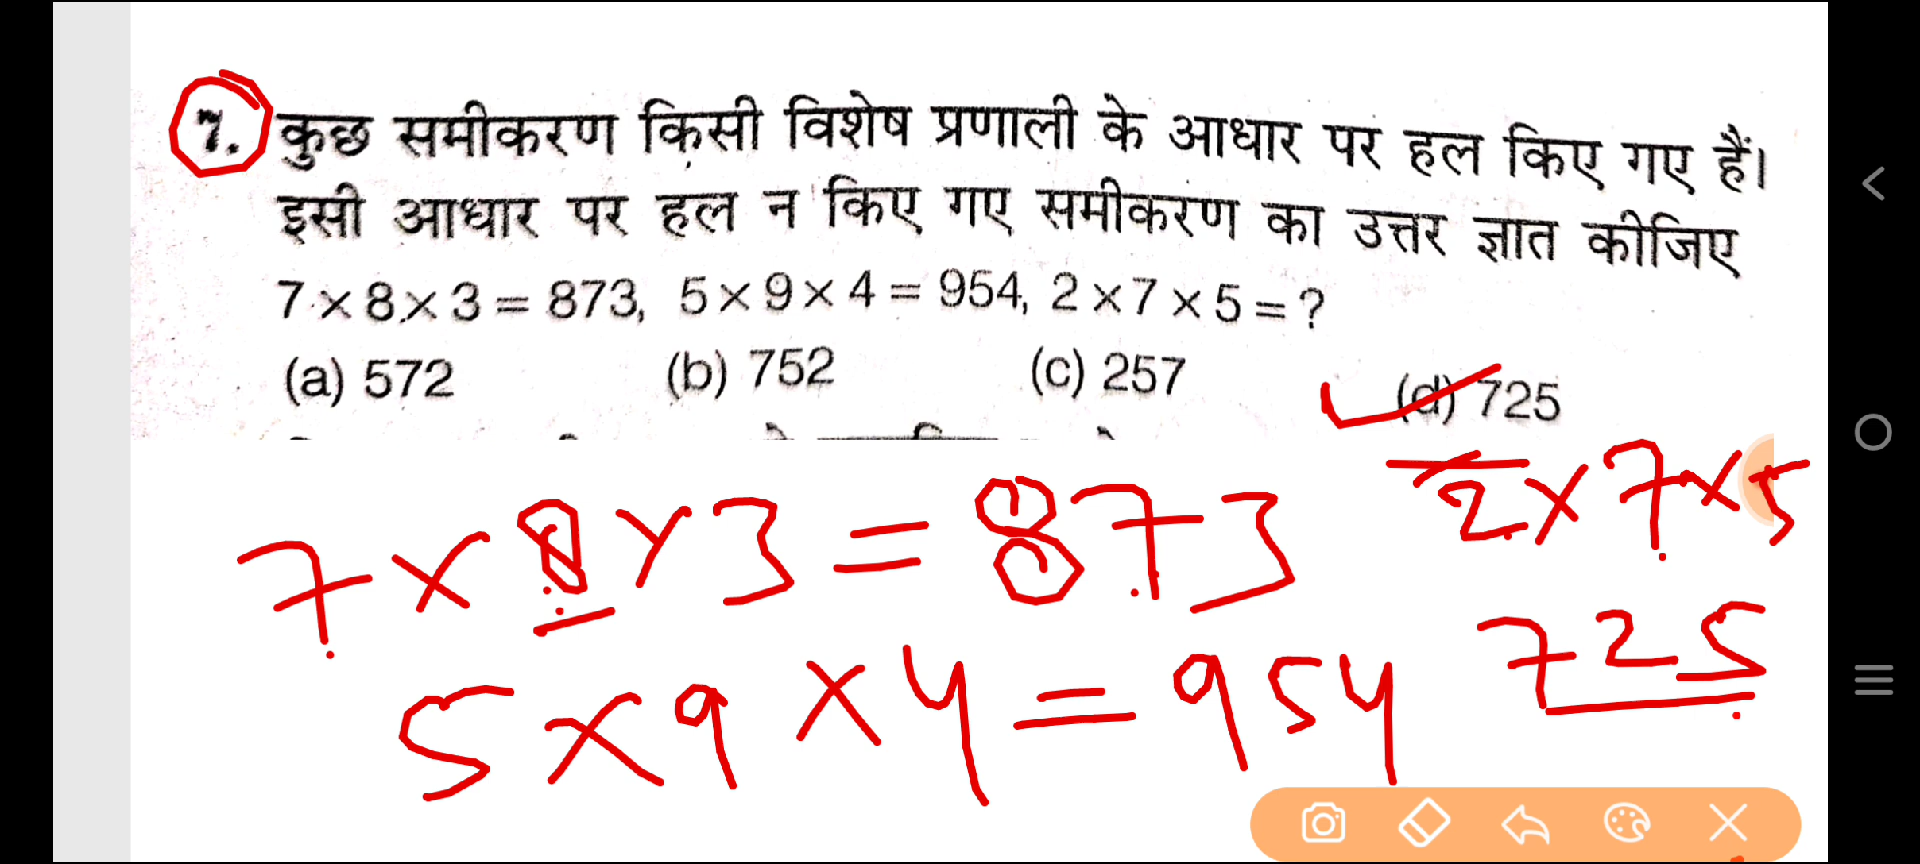 7. कुछ समीकरण किसी विशेष प्रणाली के आधार पर हल किए गए हैं।
इसी आधार पर हल न किए गए समीकरण का उत्तर ज्ञात कीजिए
7 × 8 × 3 = 873, 5 × 9 × 4 = 954, 2 × 7 × 5 = ?
(a) 572 (b) 752 (c) 257 (d) 725
2 × 7 × 5
7 × 8 × 3 = 873
725
5 × 9 × 4 = 954